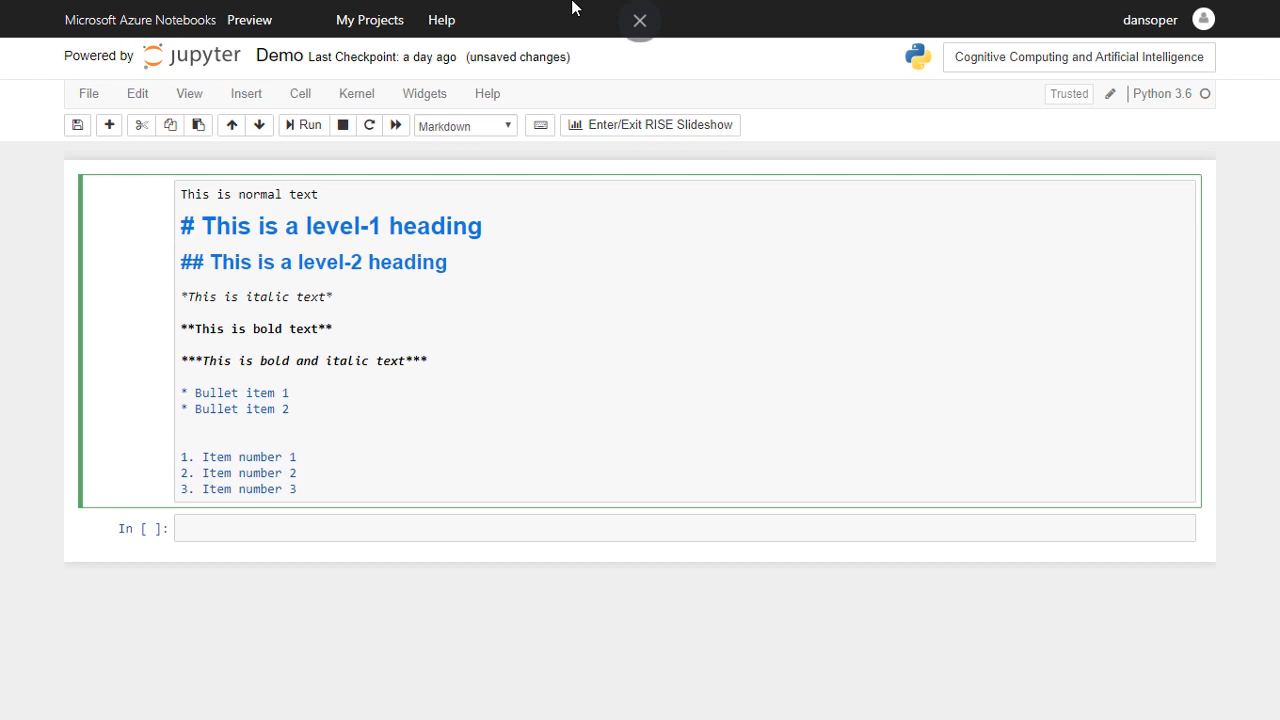 Microsoft Azure Notebooks Preview My Projects Help dansoper
Powered by jupyter Demo Last Checkpoint: a day ago (unsaved changes) Cognitive Computing and Artificial Intelligence
File Edit View Insert Cell Kernel Widgets Help Trusted Python 3.6
Run Markdown Enter/Exit RISE Slideshow
This is normal text
# This is a level-1 heading
## This is a level-2 heading
*This is italic text*
**This is bold text**
***This is bold and italic text***
* Bullet item 1
* Bullet item 2
1. Item number 1
2. Item number 2
3. Item number 3
In [ ]: